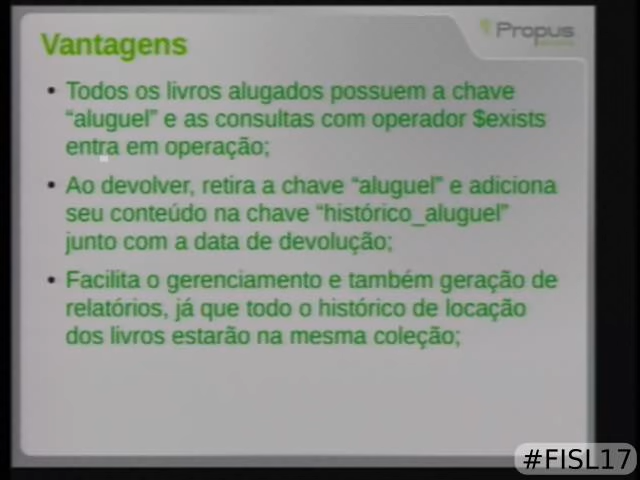 Propus
Vantagens
• Todos os livros alugados possuem a chave
“aluguel” e as consultas com operador $exists
entra em operação;
• Ao devolver, retira a chave “aluguel” e adiciona
seu conteúdo na chave “histórico_aluguel”
junto com a data de devolução;
• Facilita o gerenciamento e também geração de
relatórios, já que todo o histórico de locação
dos livros estarão na mesma coleção;
#FISL17